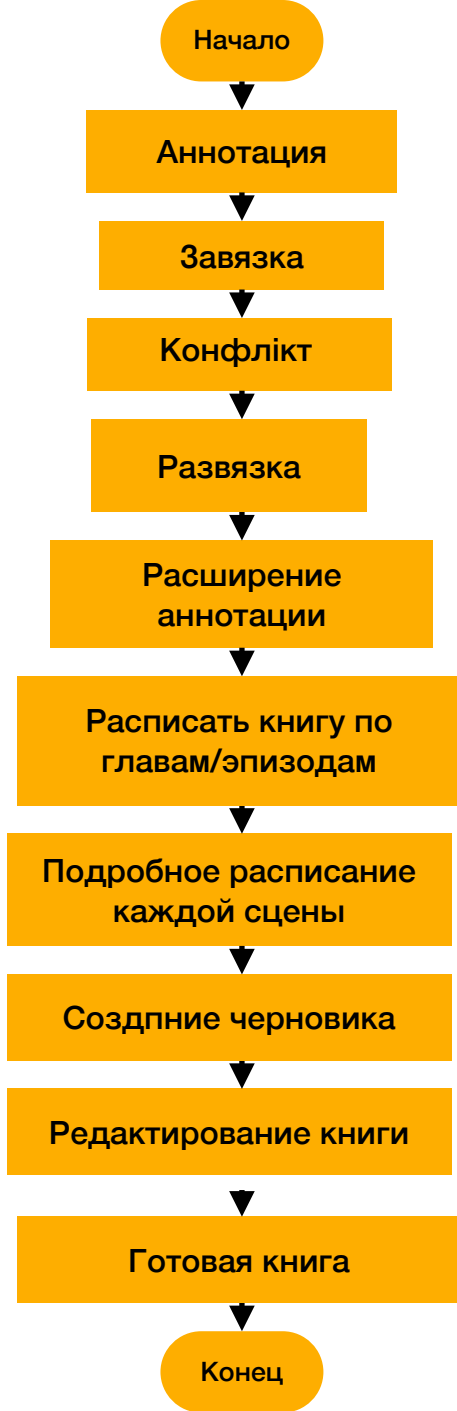 Начало
Аннотация
Завязка
Конфлікт
Развязка
Расширение
аннотации
Расписать книгу по
главам/эпизодам
Подробное расписание
каждой сцены
Создпние черновика
Редактирование книги
Готовая книга
Конец